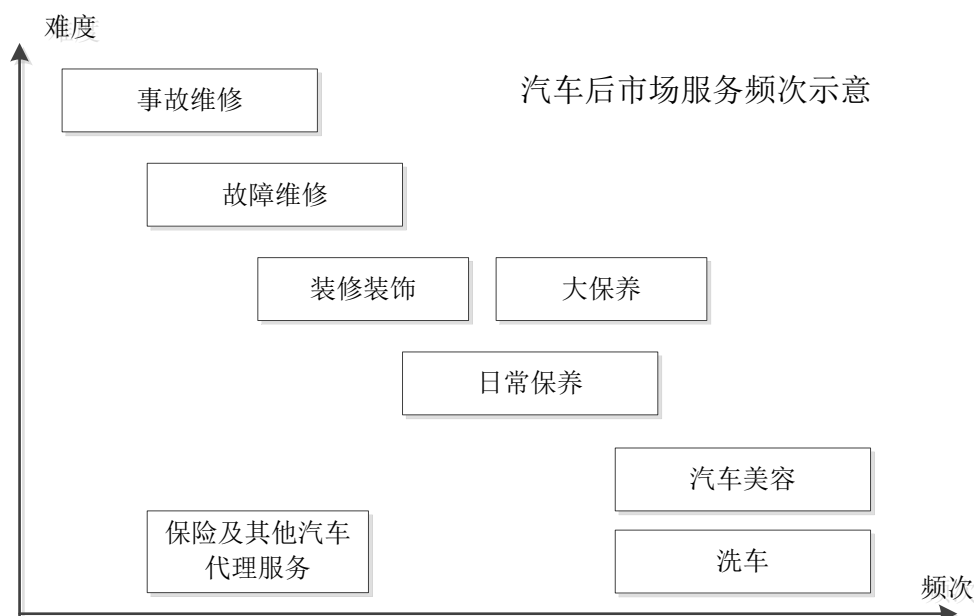 难度
事故维修
汽车后市场服务频次示意
故障维修
装修装饰
大保养
日常保养
汽车美容
保险及其他汽车
代理服务
洗车
频次